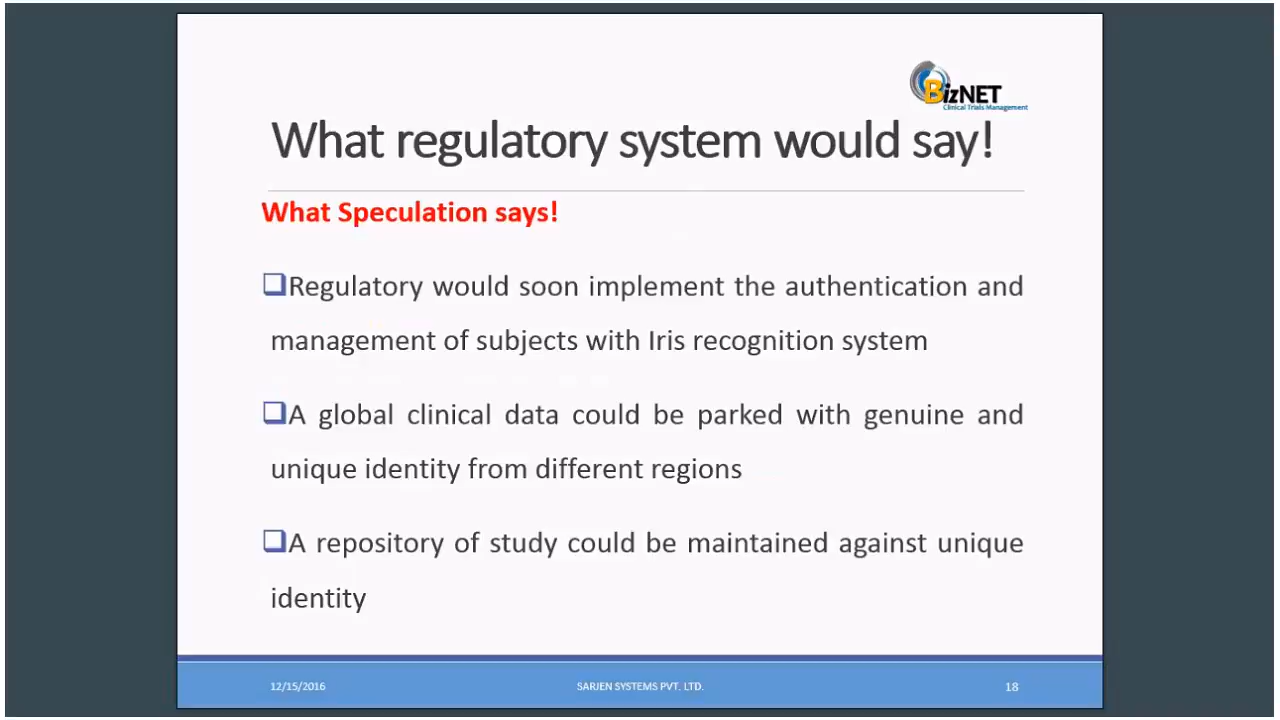 BizNET
Clinical Trials Management
What regulatory system would say!
What Speculation says!
Regulatory would soon implement the authentication and
management of subjects with Iris recognition system
A global clinical data could be parked with genuine and
unique identity from different regions
A repository of study could be maintained against unique
identity
12/15/2016
SARJEN SYSTEMS PVT. LTD.
18